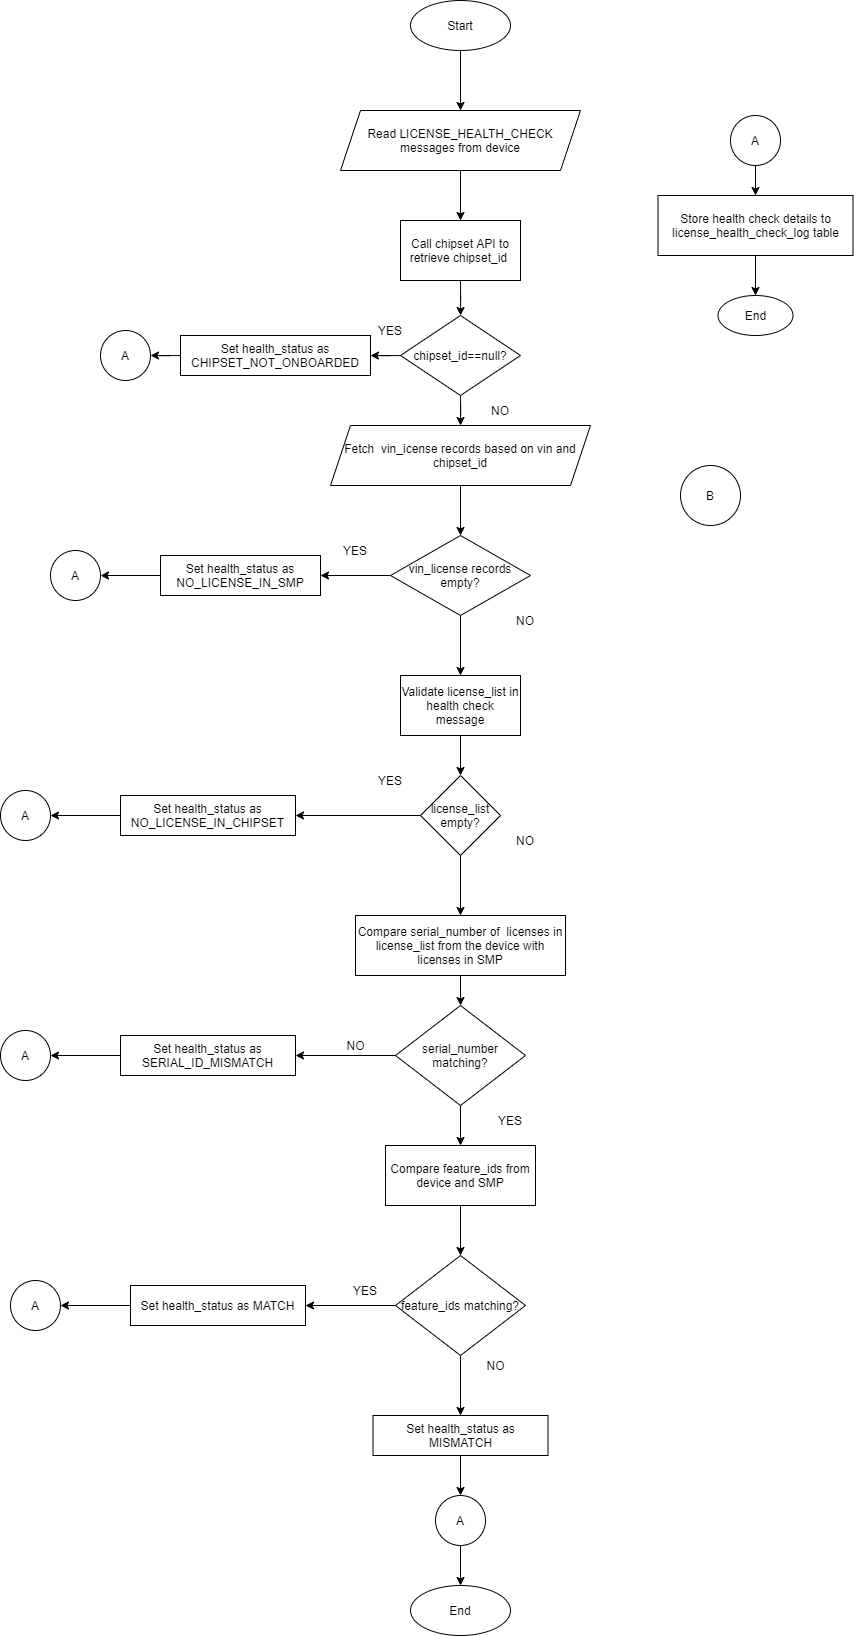 Start
Read LICENSE_HEALTH_CHECK
messages from device
A
Store health check details to
license_health_check_log table
End
Call chipset API to
retrieve chipset_id
chipset_id==null?
YES
Set health_status as
CHIPSET_NOT_ONBOARDED
A
NO
Fetch  vin_icense records based on vin and
chipset_id
B
vin_license records
empty?
YES
Set health_status as
NO_LICENSE_IN_SMP
A
NO
Validate license_list in
health check
message
license_list
empty?
YES
Set health_status as
NO_LICENSE_IN_CHIPSET
A
NO
Compare serial_number of  licenses in
license_list from the device with
licenses in SMP
serial_number
matching?
NO
Set health_status as
SERIAL_ID_MISMATCH
A
YES
Compare feature_ids from
device and SMP
feature_ids matching?
YES
Set health_status as MATCH
A
NO
Set health_status as
MISMATCH
A
End